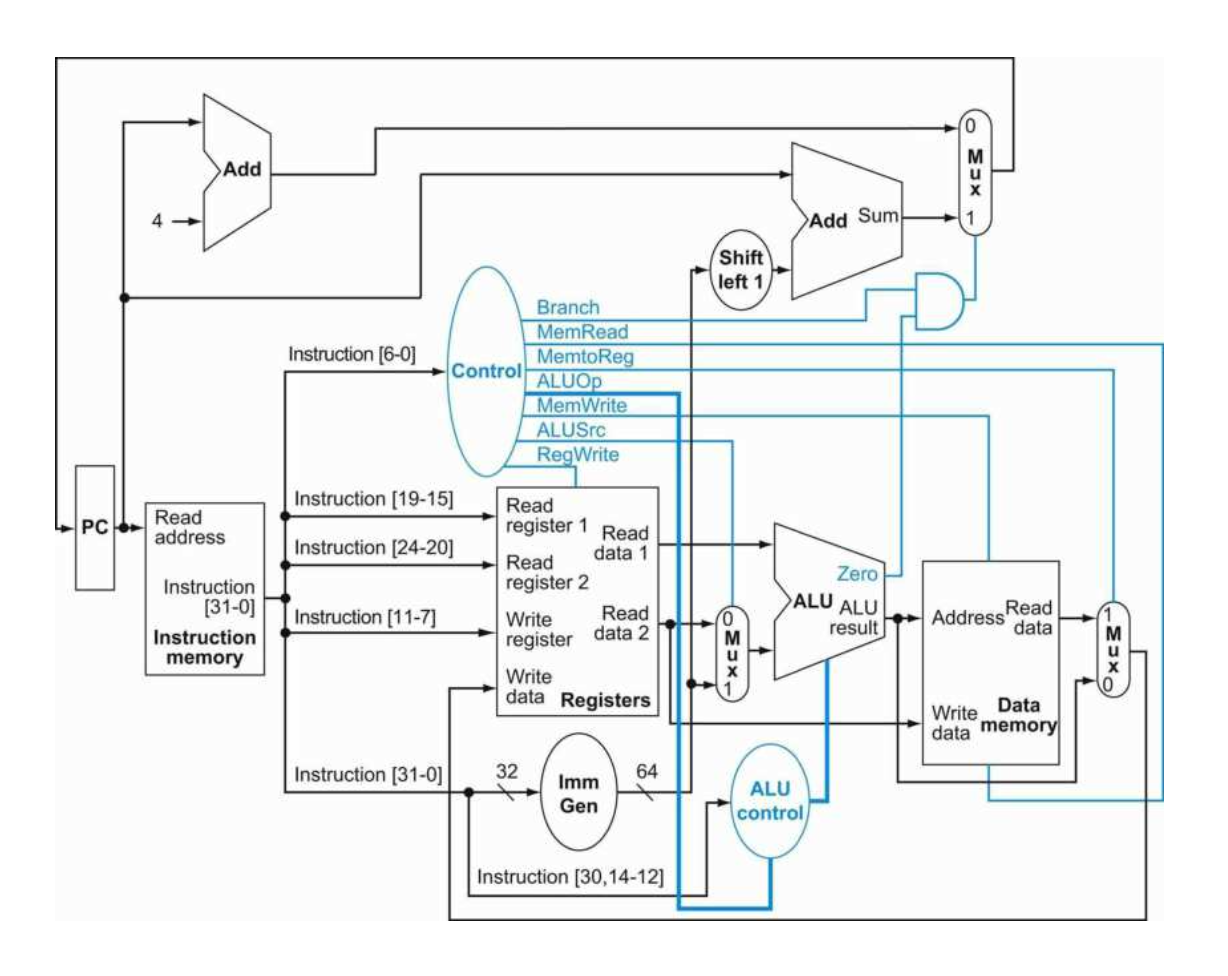 Add
4
Add
Sum
0
Mux
1
Shift
left 1
Branch
MemRead
MemtoReg
ALUOp
MemWrite
ALUSrc
RegWrite
Control
Instruction [6-0]
PC
Read
address
Instruction
[31-0]
Instruction
memory
Instruction [19-15]
Instruction [24-20]
Instruction [11-7]
Instruction [31-0]
Read
register 1
Read
register 2
Write
register
Write
data
Read
data 1
Read
data 2
Registers
0
Mux
1
Zero
ALU
ALU
result
Address
Read
data
Write
data
Data
memory
1
Mux
0
32
Imm
Gen
64
ALU
control
Instruction [30,14-12]